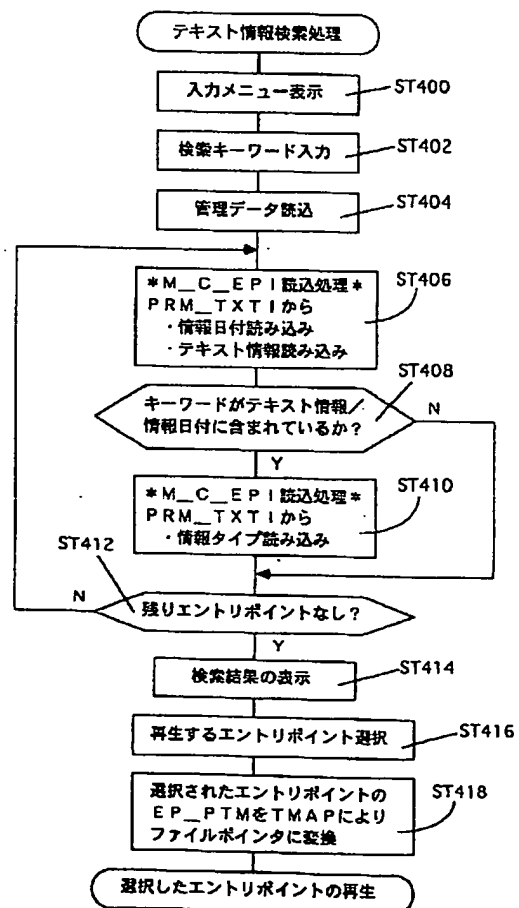 テキスト情報検索処理
入力メニュー表示
ST400
検索キーワード入力
ST402
管理データ読込
ST404
*M_C_EPI読込処理*
PRM_TXTIから
・情報日付読み込み
・テキスト情報読み込み
ST406
キーワードがテキスト情報/
情報日付に含まれているか?
ST408
N
Y
*M_C_EPI読込処理*
PRM_TXTIから
・情報タイプ読み込み
ST410
ST412
N
残りエントリポイントなし?
Y
検索結果の表示
ST414
再生するエントリポイント選択
ST416
選択されたエントリポイントの
EP_PTMをTMAPにより
ファイルポインタに変換
ST418
選択したエントリポイントの再生